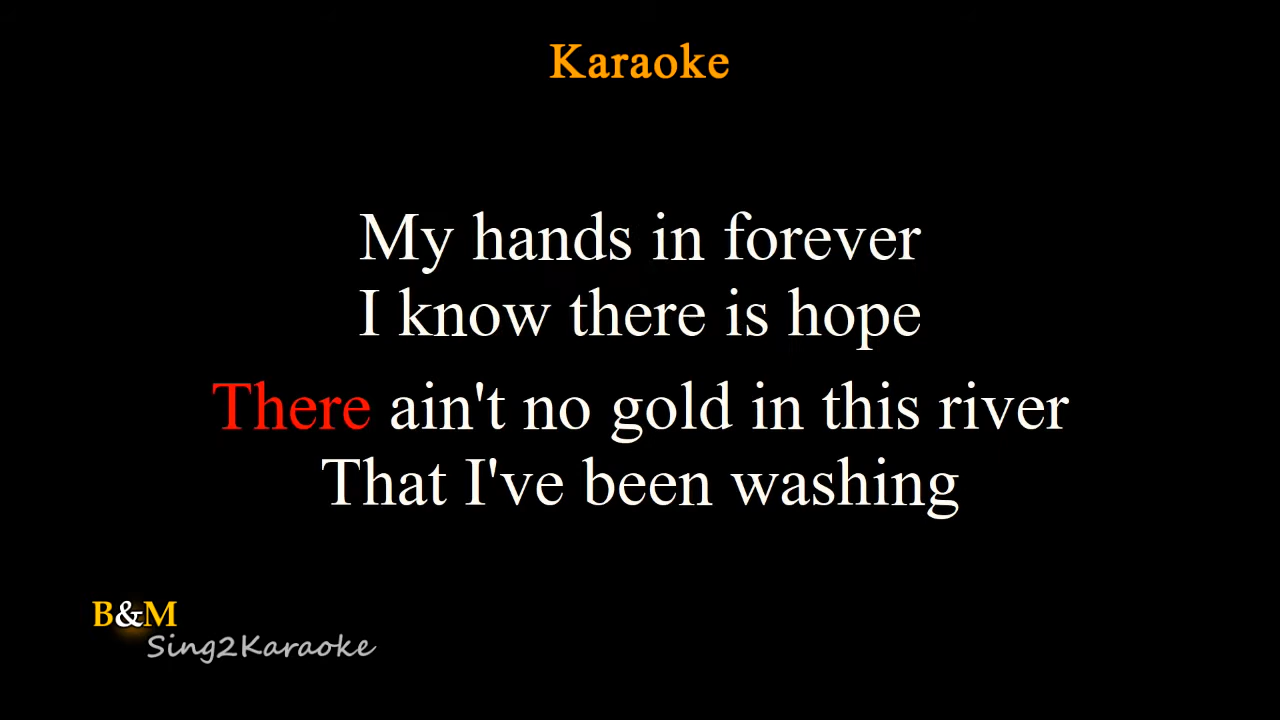 Karaoke
My hands in forever
I know there is hope
There ain't no gold in this river
That I've been washing
B&M
Sing2Karaoke